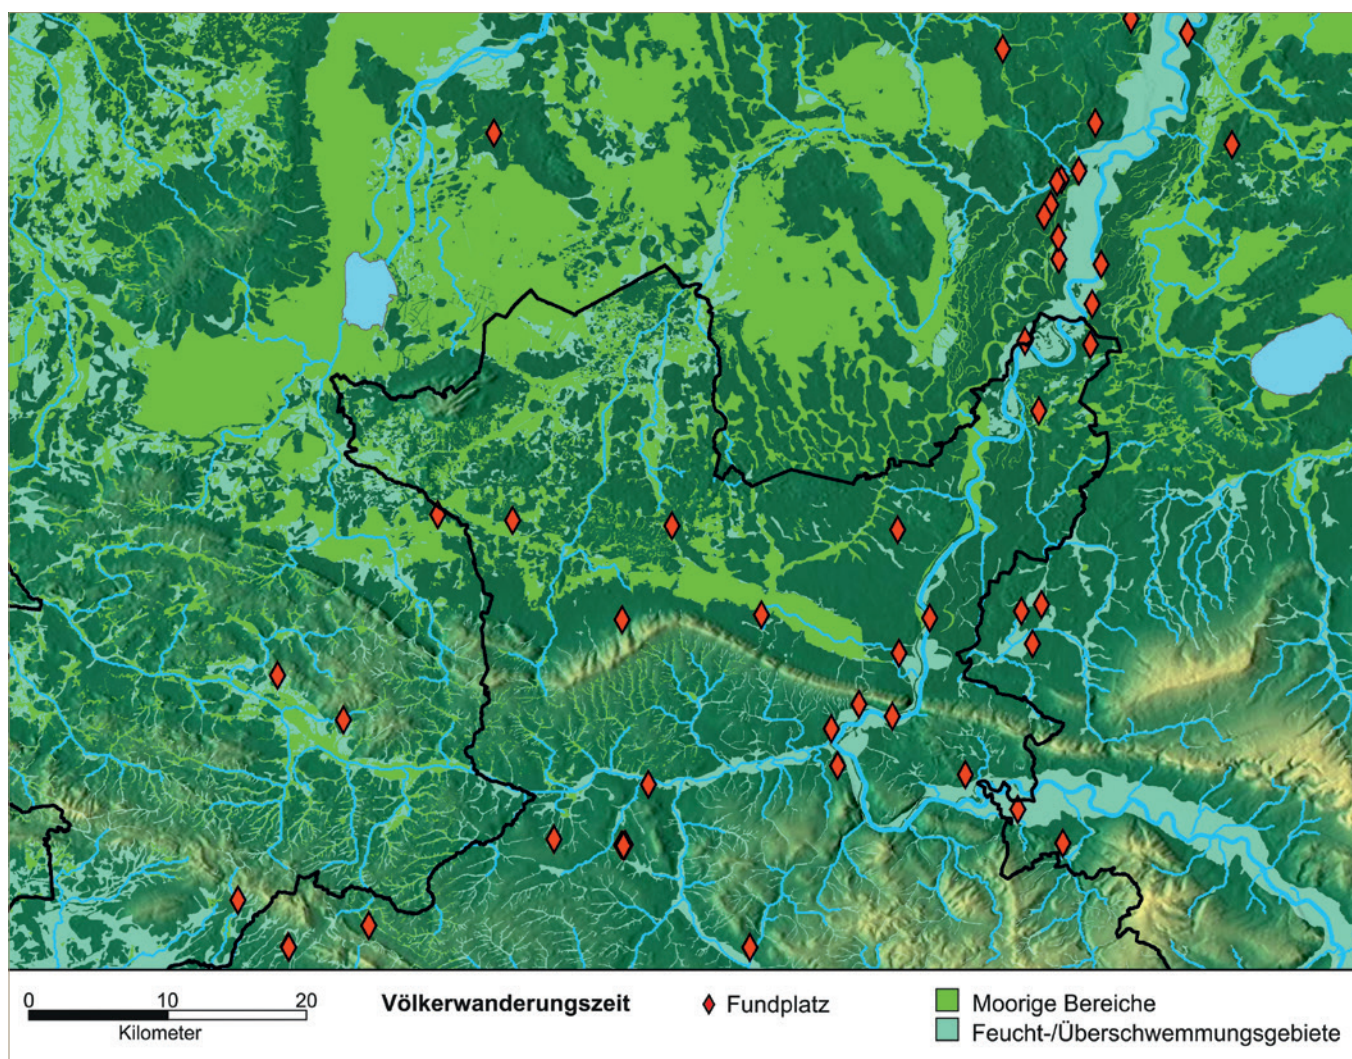 0 10 20
Kilometer
Völkerwanderungszeit
Fundplatz
Moorige Bereiche
Feucht-/Überschwemmungsgebiete